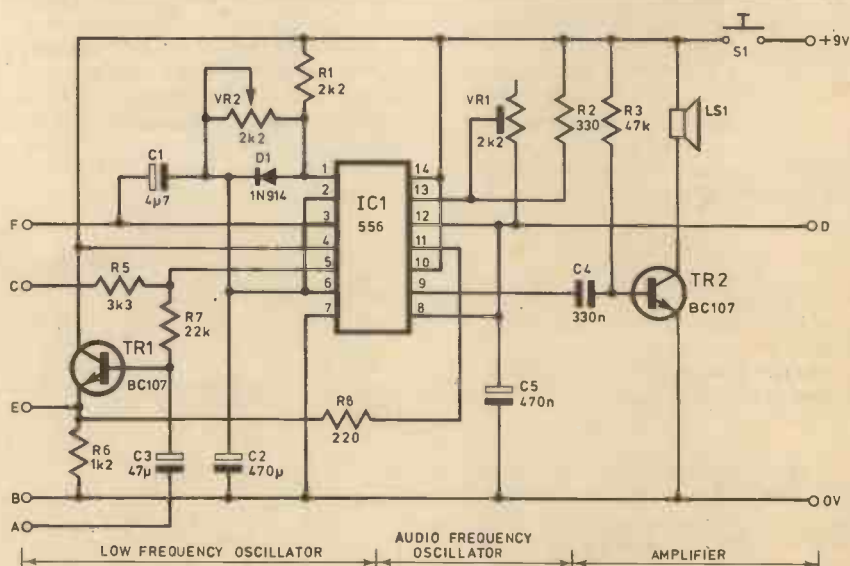 S1
+9V
R1
2k2
VR2
2k2
VR1
2k2
R2
330
R3
47k
LS1
C1
4µ7
D1
1N914
1
2
3
4
5
6
7
IC1
556
14
13
12
11
10
9
8
F
D
C
R5
3k3
R7
22k
C4
330n
TR2
BC107
TR1
BC107
E
R8
220
C5
470n
R6
1k2
C3
47µ
C2
470µ
B
0V
A
LOW FREQUENCY OSCILLATOR
AUDIO FREQUENCY
OSCILLATOR
AMPLIFIER